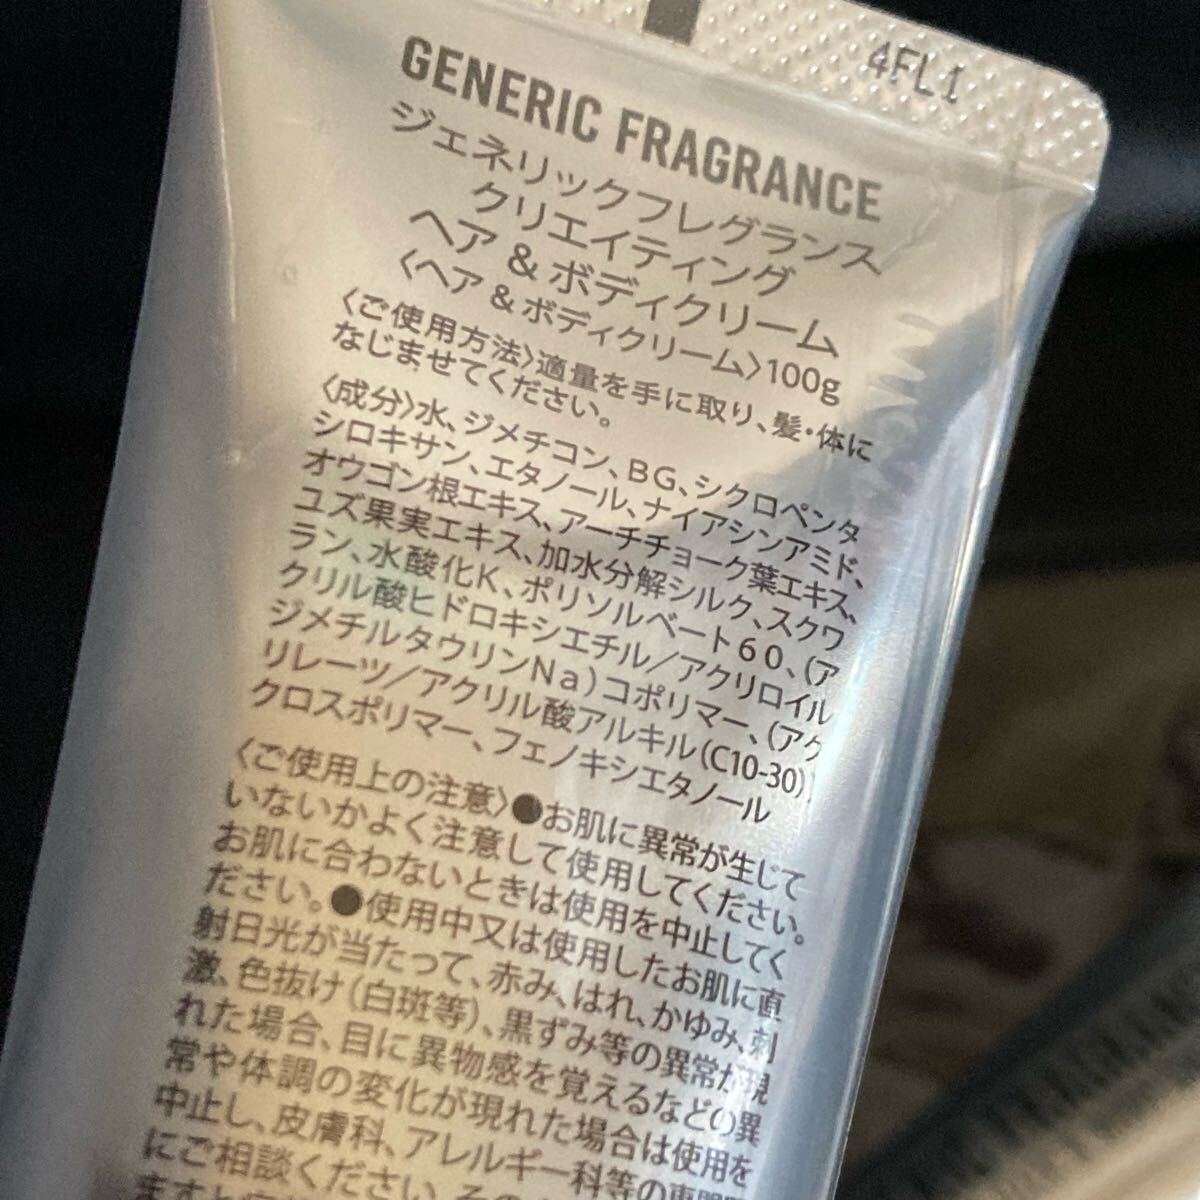 4FL1
GENERIC FRAGRANCE
ジェネリックフレグランス
クリエイティング
ヘア&ボディクリーム
〈ヘア&ボディクリーム〉100g
〈ご使用方法〉適量を手に取り、髪・体に
なじませてください。
〈成分〉水、ジメチコン、BG、シクロペンタ
シロキサン、エタノール、ナイアシンアミド、
オウゴン根エキス、アーチチョーク葉エキス、
ユズ果実エキス、加水分解シルク、スクワ
ラン、水酸化K、ポリソルベート60、(ア
クリル酸ヒドロキシエチル/アクリロイル
ジメチルタウリンNa)コポリマー、(アク
リレーツ/アクリル酸アルキル(C10-30))
クロスポリマー、フェノキシエタノール
〈ご使用上の注意〉●お肌に異常が生じて
いないかよく注意して使用してください。
お肌に合わないときは使用を中止してく
ださい。●使用中又は使用したお肌に直
射日光が当たって、赤み、はれ、かゆみ、刺
激、色抜け(白斑等)、黒ずみ等の異常が現
れた場合、目に異物感を覚えるなどの異
常や体調の変化が現れた場合は使用を
中止し、皮膚科、アレルギー科等の専門医
にご相談ください。その
ますと